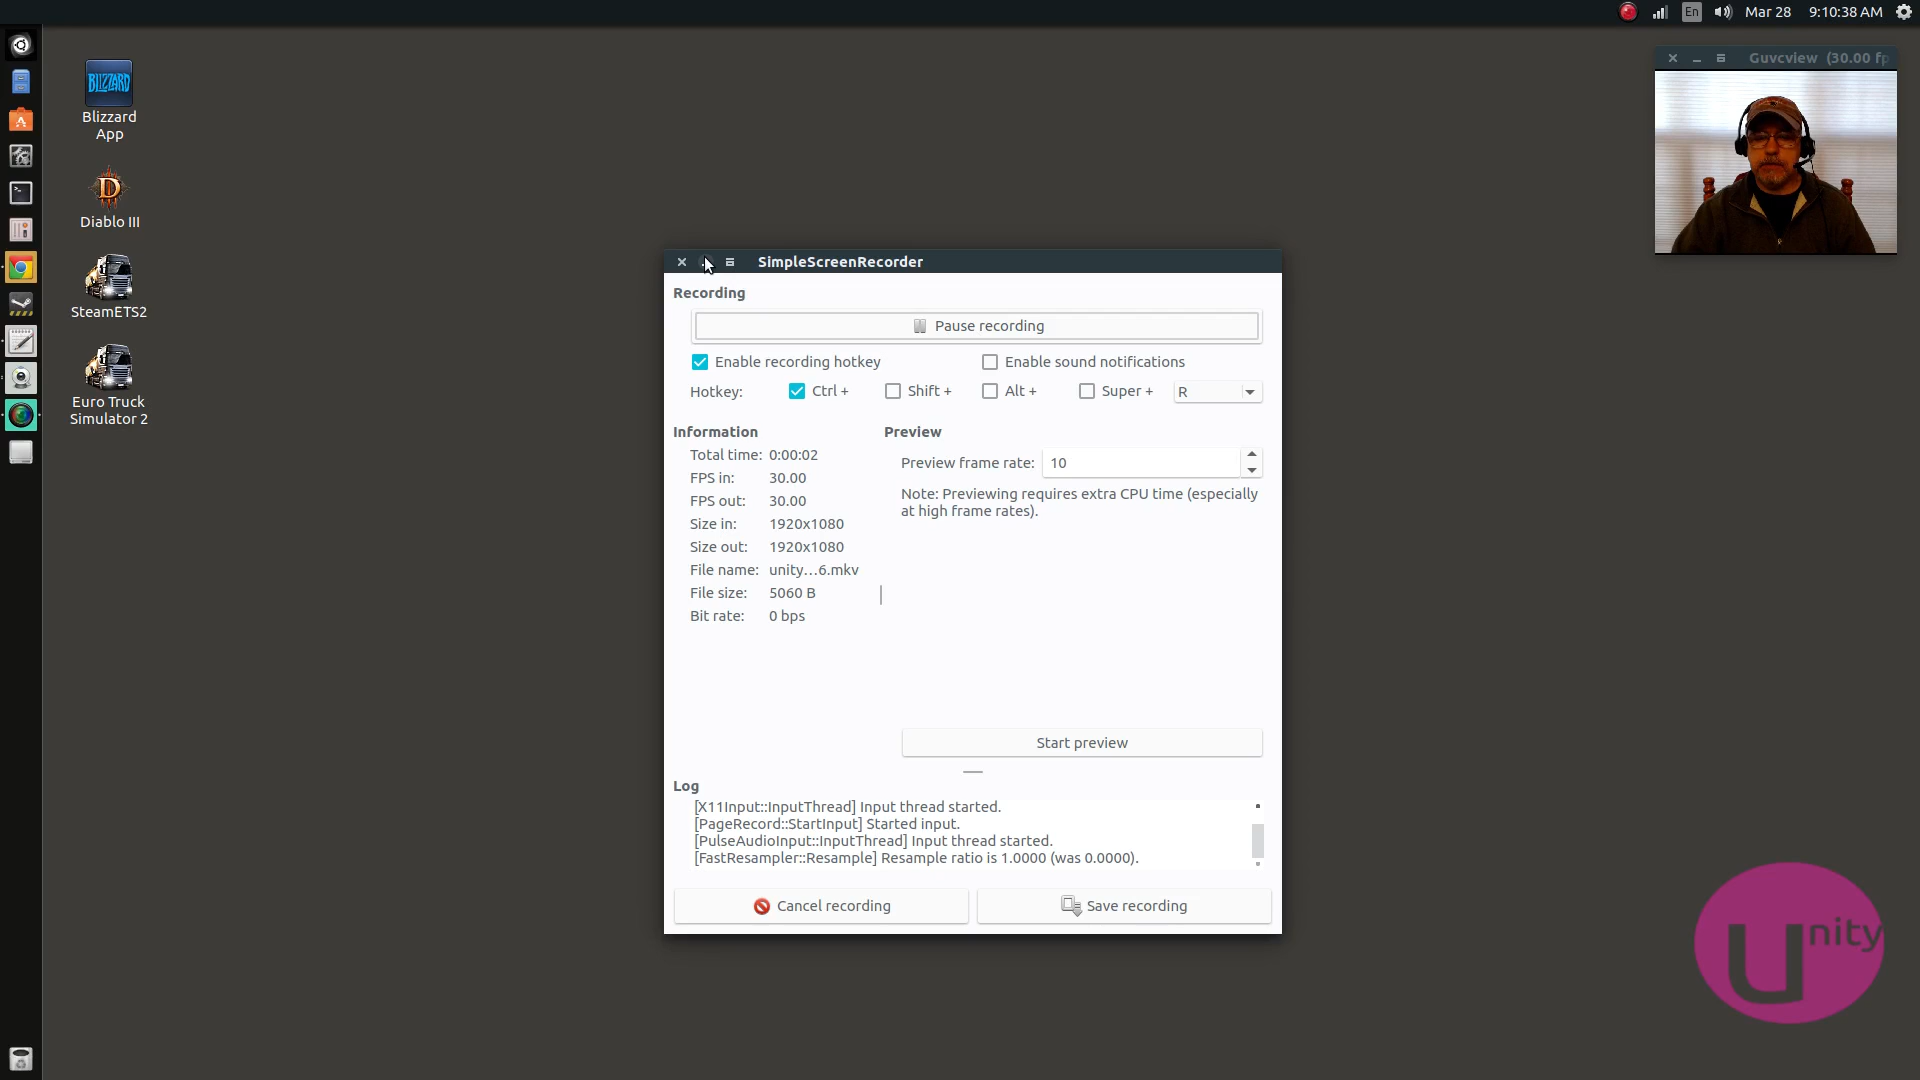 En Mar 28 9:10:38 AM
BLIZZARD
Blizzard
App
Diablo III
SteamETS2
Euro Truck
Simulator 2
Guvcview (30.00 fp
SimpleScreenRecorder
Recording
Pause recording
Enable recording hotkey Enable sound notifications
Hotkey: Ctrl + Shift + Alt + Super + R
Information
Total time: 0:00:02
FPS in: 30.00
FPS out: 30.00
Size in: 1920x1080
Size out: 1920x1080
File name: unity...6.mkv
File size: 5060 B
Bit rate: 0 bps
Preview
Preview frame rate: 10
Note: Previewing requires extra CPU time (especially
at high frame rates).
Start preview
Log
[X11Input::InputThread] Input thread started.
[PageRecord::StartInput] Started input.
[PulseAudioInput::InputThread] Input thread started.
[FastResampler::Resample] Resample ratio is 1.0000 (was 0.0000).
Cancel recording Save recording
Unity